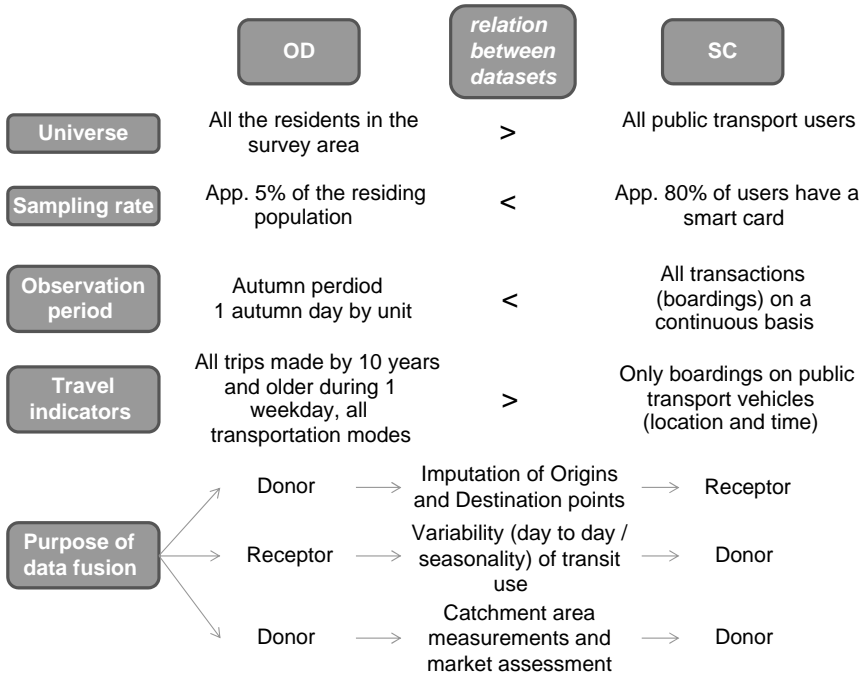 OD
relation
between
datasets
SC
Universe
All the residents in the
survey area
>
All public transport users
Sampling rate
App. 5% of the residing
population
<
App. 80% of users have a
smart card
Observation
period
Autumn perdiod
1 autumn day by unit
<
All transactions
(boardings) on a
continuous basis
Travel
indicators
All trips made by 10 years
and older during 1
weekday, all
transportation modes
>
Only boardings on public
transport vehicles
(location and time)
Purpose of
data fusion
Donor
Imputation of Origins
and Destination points
Receptor
Receptor
Variability (day to day /
seasonality) of transit
use
Donor
Donor
Catchment area
measurements and
market assessment
Donor